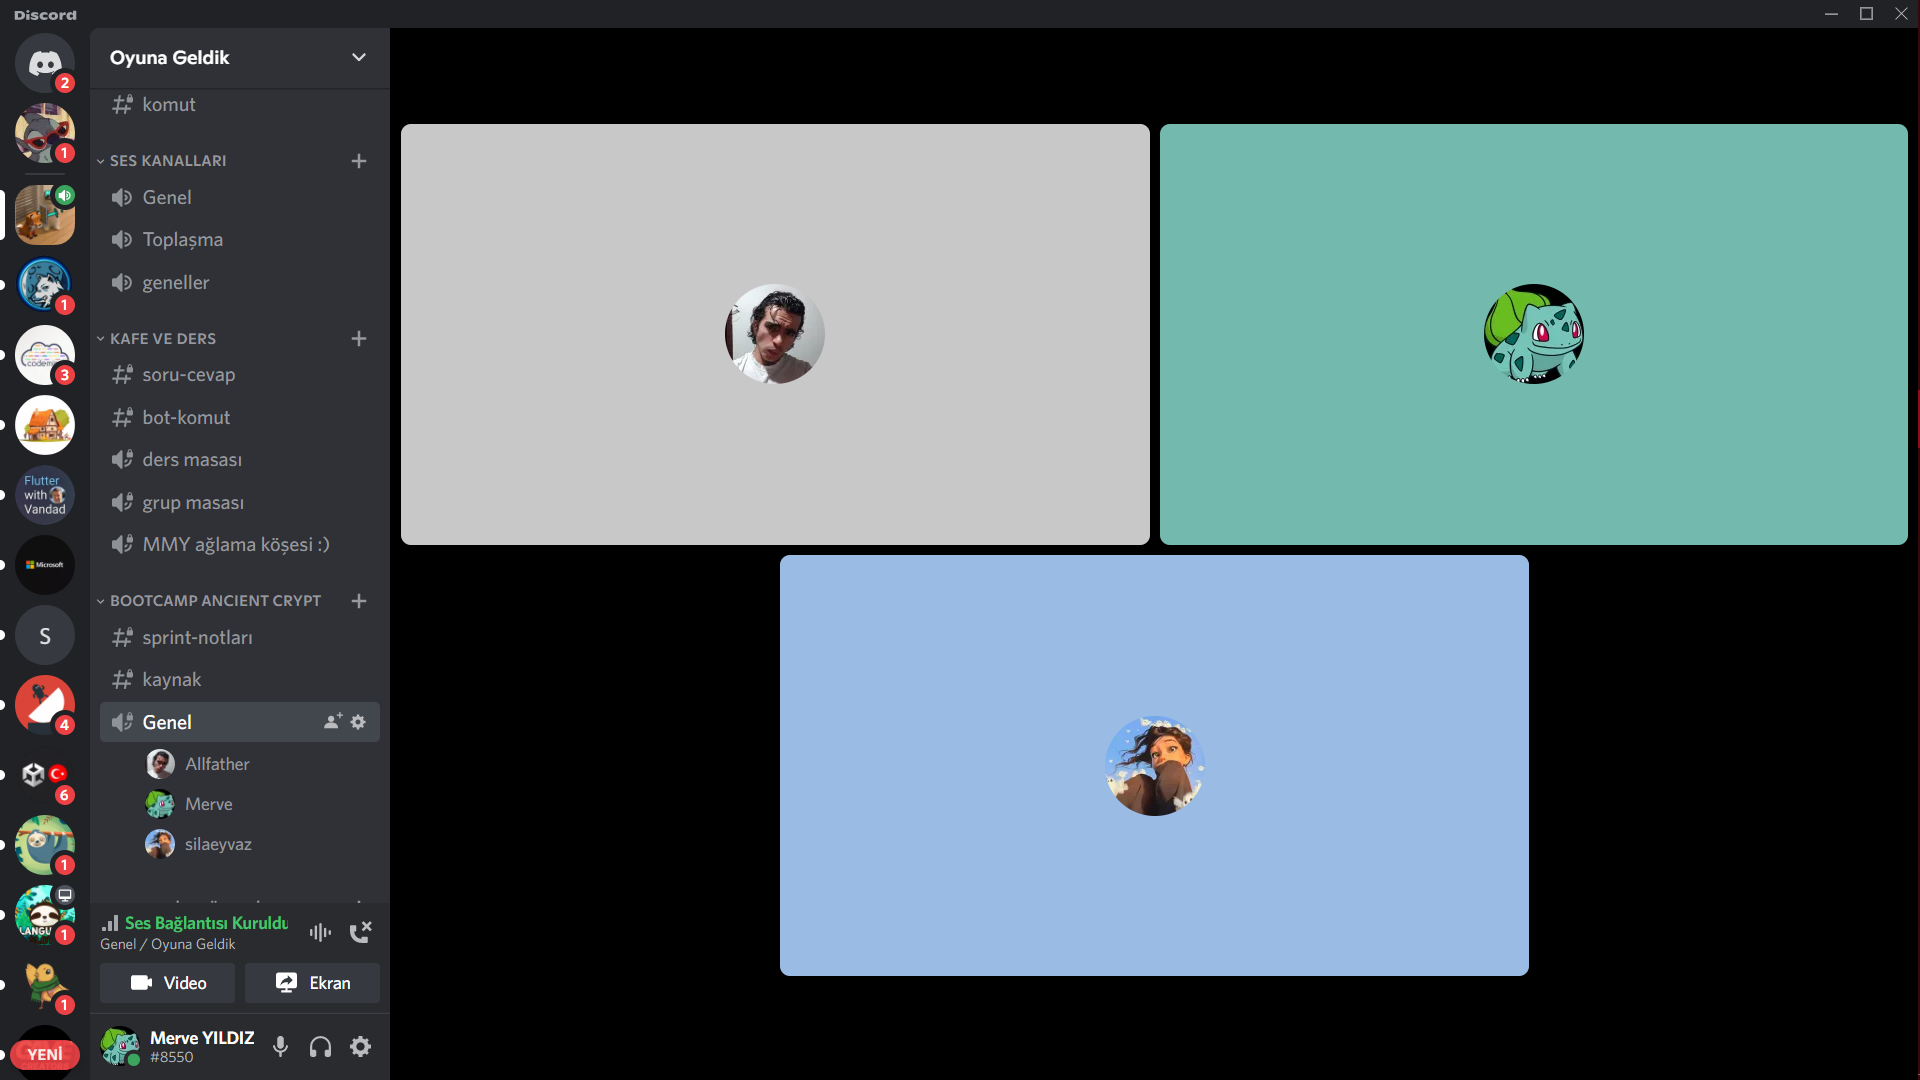 Discord
2
1
1
codem
3
Flutter
with
Vandad
Microsoft
S
4
6
1
LANGU
1
1
YENİ
Oyuna Geldik
komut
SES KANALLARI
Genel
Toplaşma
geneller
KAFE VE DERS
soru-cevap
bot-komut
ders masası
grup masası
MMY ağlama köşesi :)
BOOTCAMP ANCIENT CRYPT
sprint-notları
kaynak
Genel
Allfather
Merve
silaeyvaz
Ses Bağlantısı Kuruldu
Genel / Oyuna Geldik
Video Ekran
Merve YILDIZ
#8550